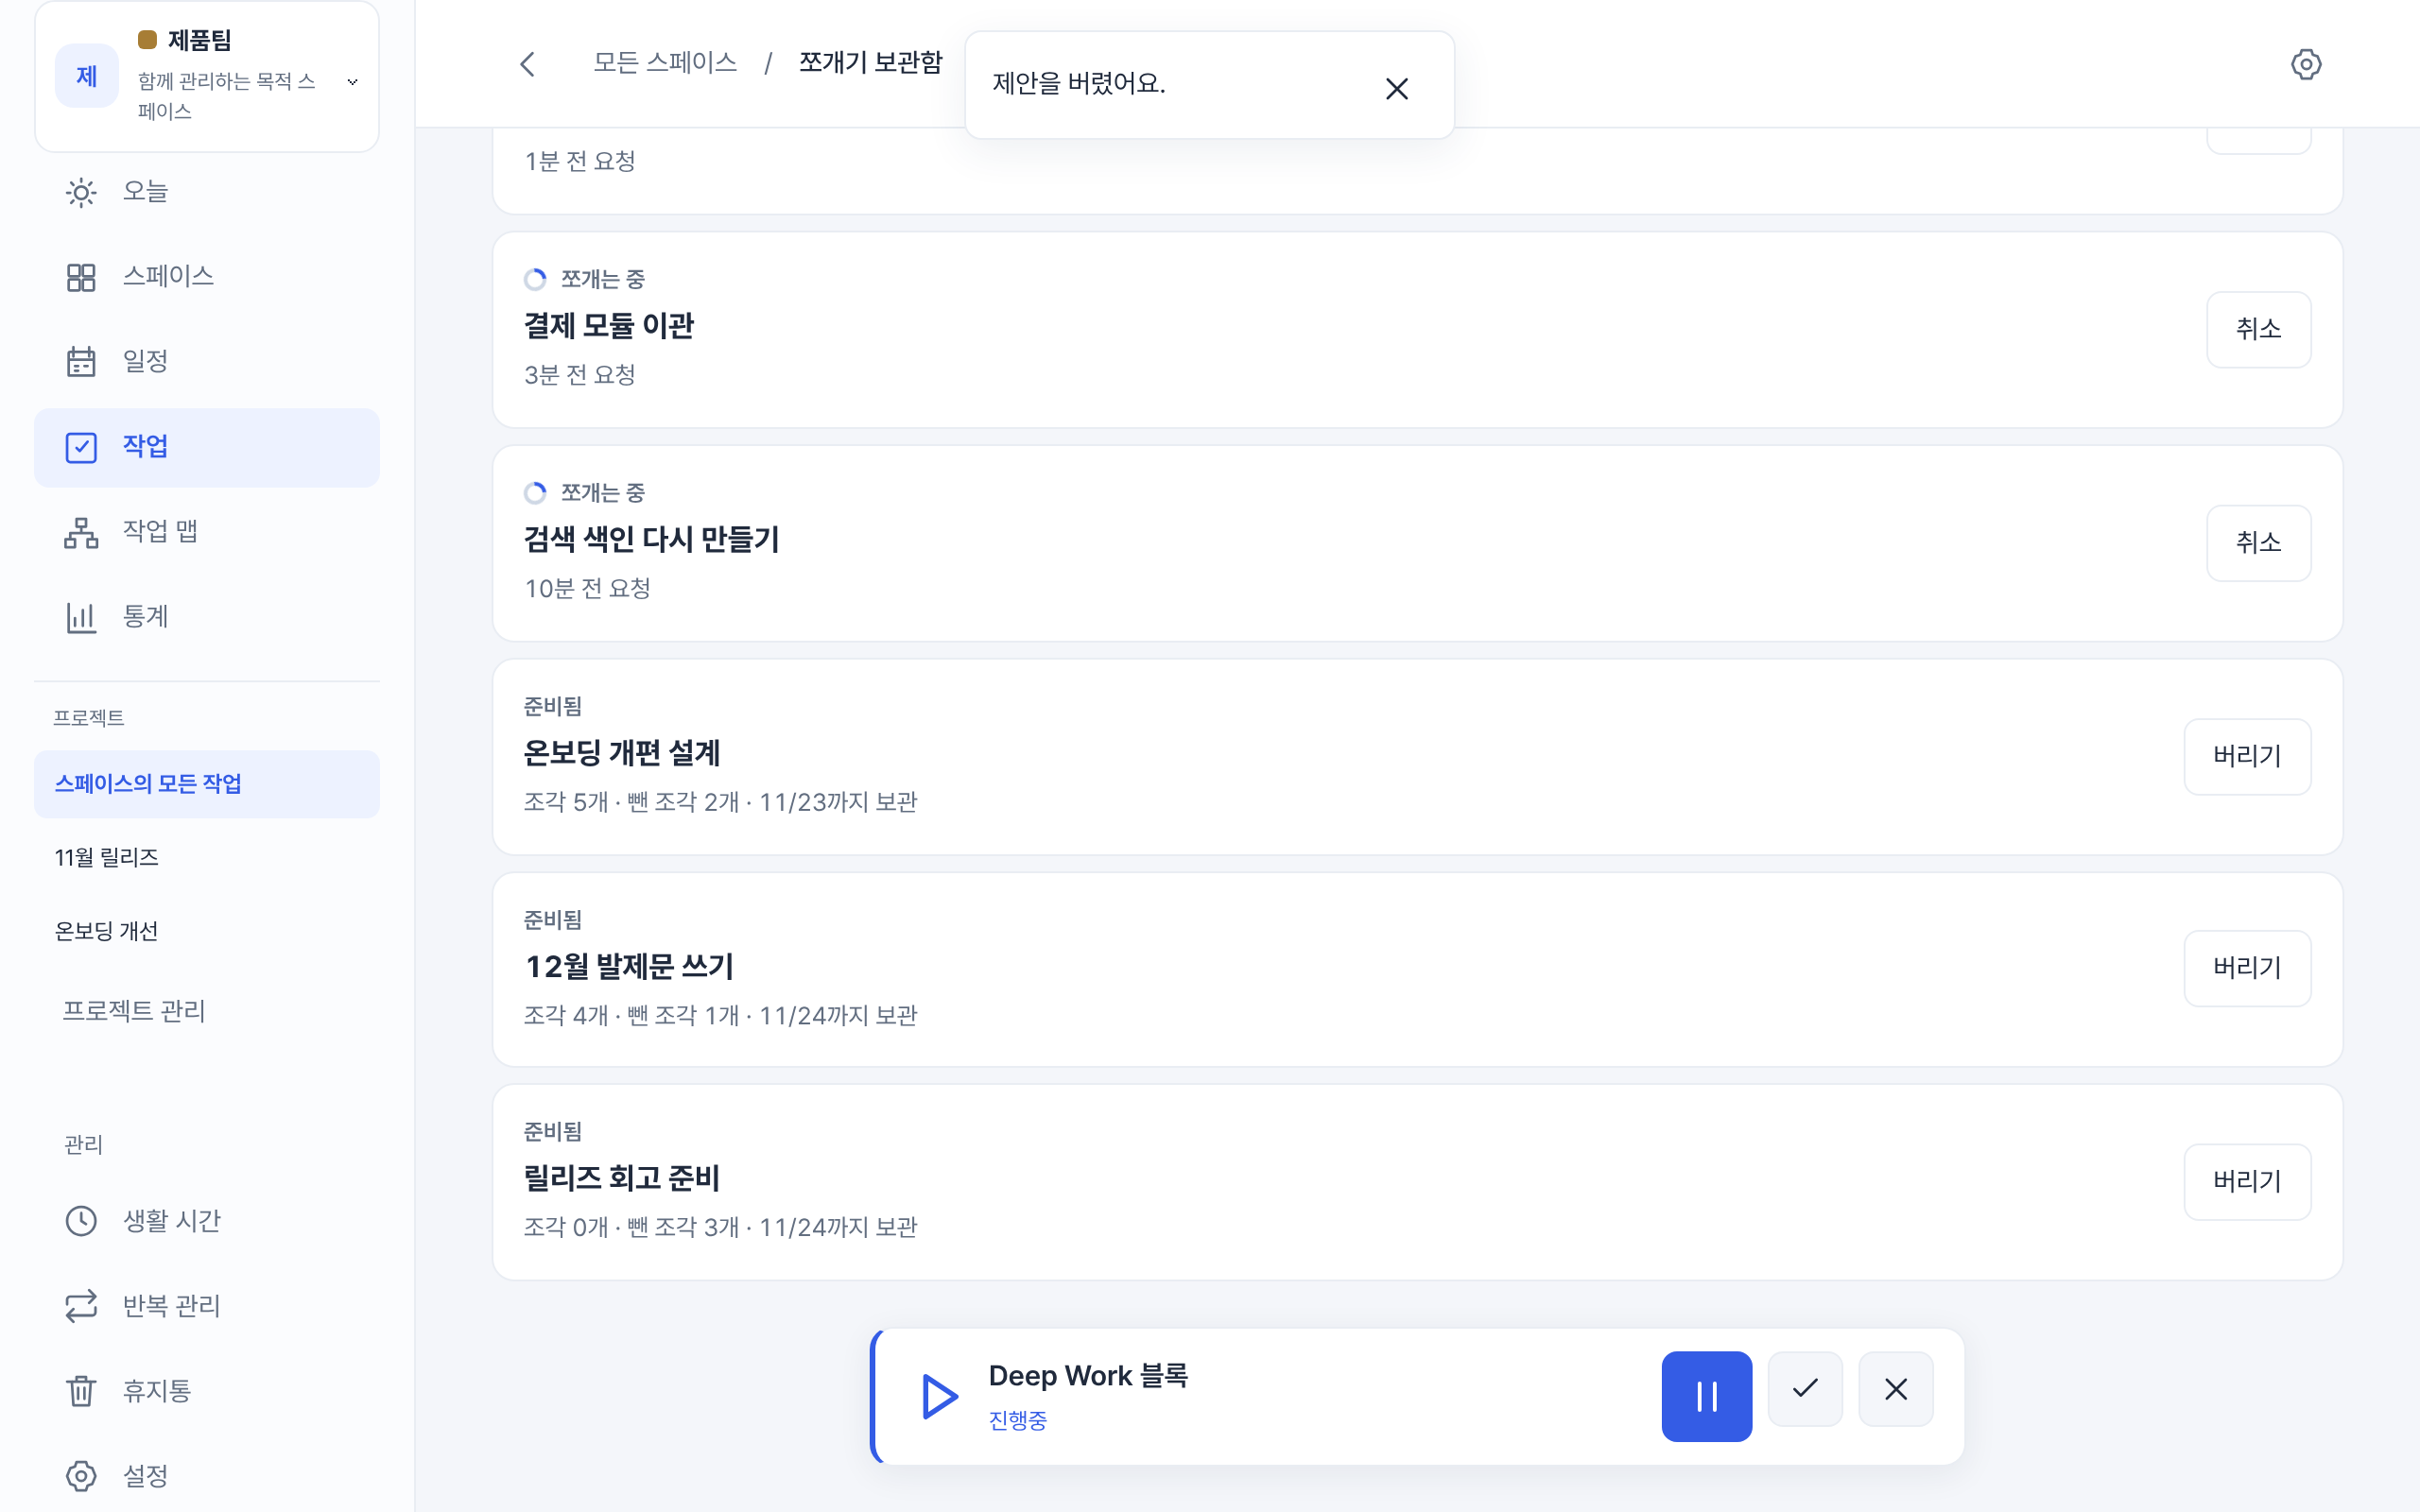 제
제품팀
함께 관리하는 목적 스
페이스
오늘
스페이스
일정
작업
작업 맵
통계
프로젝트
스페이스의 모든 작업
11월 릴리즈
온보딩 개선
프로젝트 관리
관리
생활 시간
반복 관리
휴지통
설정
모든 스페이스 / 쪼개기 보관함
제안을 버렸어요.
1분 전 요청
쪼개는 중
결제 모듈 이관
3분 전 요청
취소
쪼개는 중
검색 색인 다시 만들기
10분 전 요청
취소
준비됨
온보딩 개편 설계
조각 5개 · 뺀 조각 2개 · 11/23까지 보관
버리기
준비됨
12월 발제문 쓰기
조각 4개 · 뺀 조각 1개 · 11/24까지 보관
버리기
준비됨
릴리즈 회고 준비
조각 0개 · 뺀 조각 3개 · 11/24까지 보관
버리기
Deep Work 블록
진행중